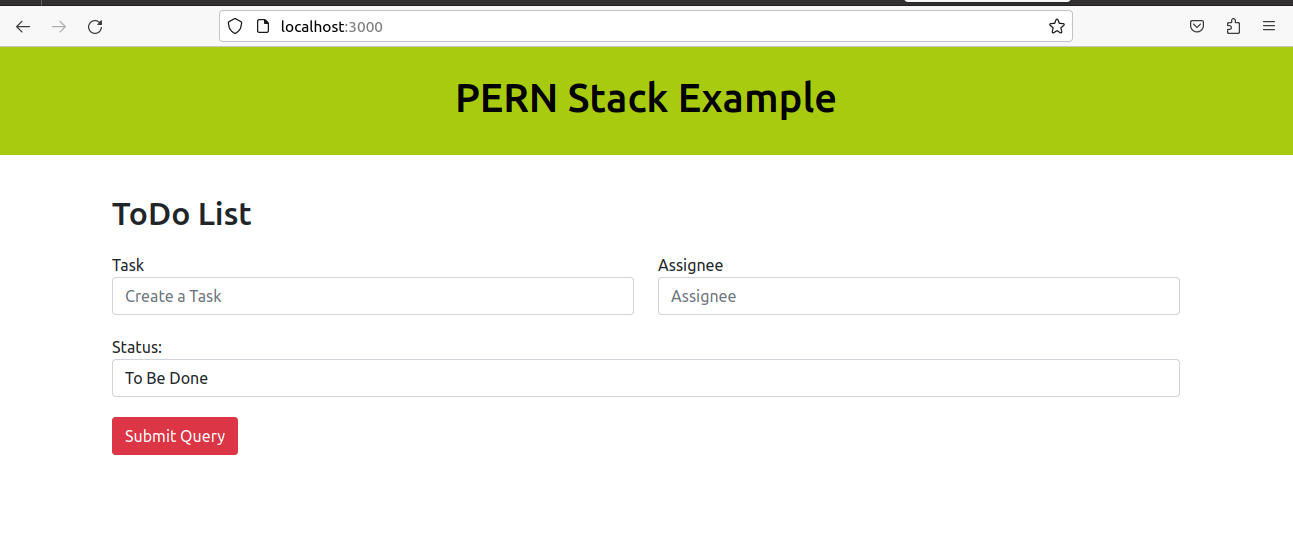 localhost:3000
PERN Stack Example
ToDo List
Task
Assignee
Create a Task
Assignee
Status:
To Be Done
Submit Query